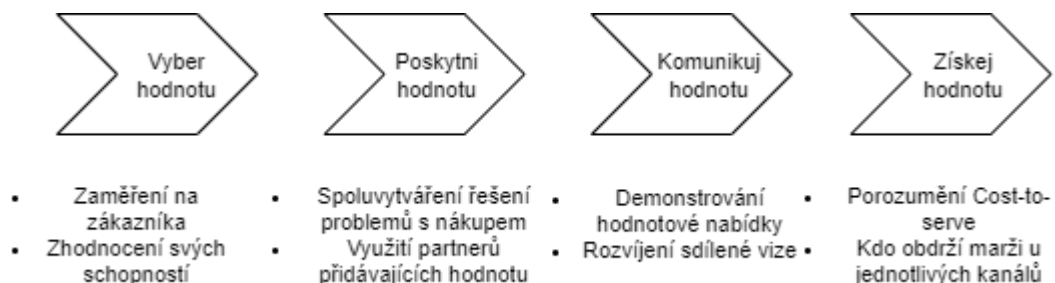 Vyber
hodnotu
Poskytni
hodnotu
Komunikuj
hodnotu
Získej
hodnotu
• Zaměření na
zákazníka
• Zhodnocení svých
schopností
• Spoluvytváření řešení
problemů s nákupem
• Využití partnerů
přidávajících hodnotu
• Demonstrování
hodnotové nabídky
• Rozvíjení sdílené vize
• Porozumění Cost-to-
serve
• Kdo obdrží marži u
jednotlivých kanálů